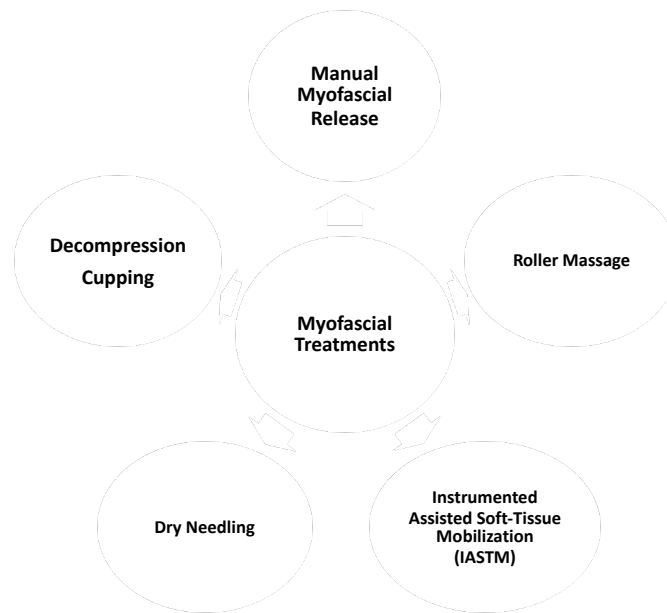 Manual
Myofascial
Release
Decompression
Cupping
Roller Massage
Myofascial
Treatments
Dry Needling
Instrumented
Assisted Soft-Tissue
Mobilization
(IASTM)